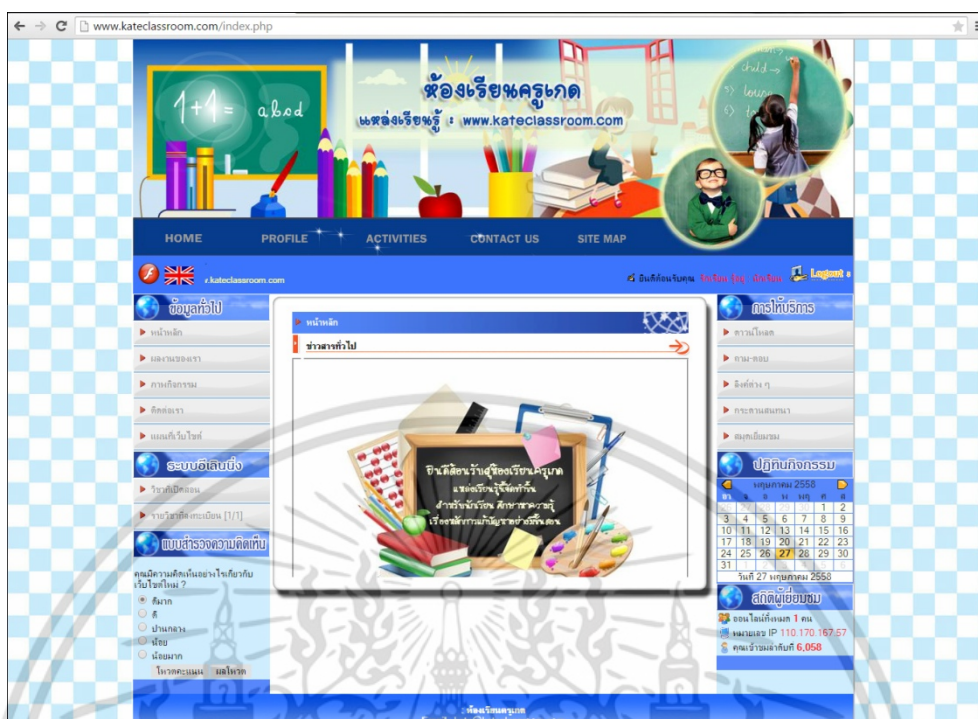 www.kateclassroom.com/index.php
1+1= abcd
ห้องเรียนครูเกด
แหล่งเรียนรู้ : www.kateclassroom.com
child →
5) house
HOME PROFILE ACTIVITIES CONTACT US SITE MAP
.kateclassroom.com
ยินดีต้อนรับคุณ
Logout
ข้อมูลทั่วไป
หน้าหลัก
ผลงานของเรา
ภาพกิจกรรม
ติดต่อเรา
แผนที่เว็บไซต์
ระบบอีเลินนิ่ง
วิชาที่เปิดสอน
รายวิชาที่ลงทะเบียน [1/1]
แบบสำรวจความคิดเห็น
คุณมีความคิดเห็นอย่างไรเกี่ยวกับ
เว็บไซต์ใหม่ ?
ดีมาก
ดี
ปานกลาง
น้อย
น้อยมาก
โหวตคะแนน ผลโหวต
หน้าหลัก
ข่าวสารทั่วไป
ยินดีต้อนรับสู่ห้องเรียนครูเกด
แหล่งเรียนรู้นี้จัดทำขึ้น
สำหรับนักเรียน ศึกษาหาความรู้
เรื่องหลักการแก้ปัญหาอย่างมีขั้นตอน
การให้บริการ
ดาวน์โหลด
ถาม-ตอบ
ลิงค์ต่าง ๆ
กระดานสนทนา
สมุดเยี่ยมชม
ปฏิทินกิจกรรม
พฤษภาคม 2558
อา จ อ พ พฤ ศ ส
26 27 28 29 30 1 2
3 4 5 6 7 8 9
10 11 12 13 14 15 16
17 18 19 20 21 22 23
24 25 26 27 28 29 30
31
วันที่ 27 พฤษภาคม 2558
สถิติผู้เยี่ยมชม
ออนไลน์ทั้งหมด 1 คน
หมายเลข IP 110.170.167.57
คุณเข้าชมลำดับที่ 6,058
ห้องเรียนครูเกด